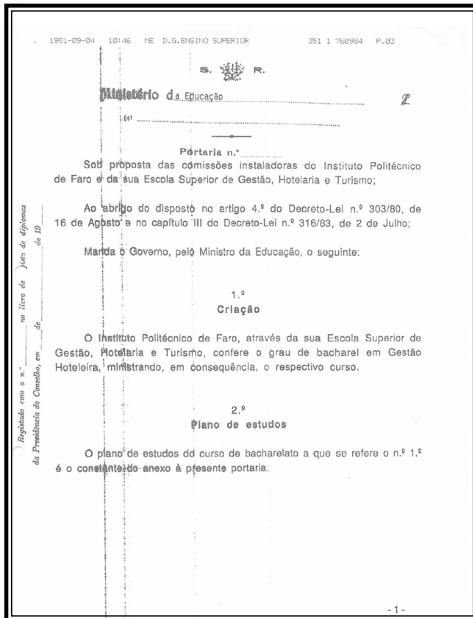 1991-09-04 10:46 ME D.G.ENSINO SUPERIOR 351 1 760984 P.03
S. R.
Ministério da Educação
Portaria n.º
Sob proposta das comissões instaladoras do Instituto Politécnico
de Faro e da sua Escola Superior de Gestão, Hotelaria e Turismo;
Ao abrigo do disposto no artigo 4.º do Decreto-Lei n.º 303/80, de
16 de Agosto e no capítulo III do Decreto-Lei n.º 316/83, de 2 de Julho;
Manda o Governo, pelo Ministro da Educação, o seguinte:
1.º
Criação
O Instituto Politécnico de Faro, através da sua Escola Superior de
Gestão, Hotelaria e Turismo, confere o grau de bacharel em Gestão
Hoteleira, ministrando, em consequência, o respectivo curso.
2.º
Plano de estudos
O plano de estudos do curso de bacharelato a que se refere o n.º 1.º
é o constante do anexo à presente portaria.
Registado com o n.º no livro de registo de diplomas
da Presidência do Conselho, em de de 19
-1-